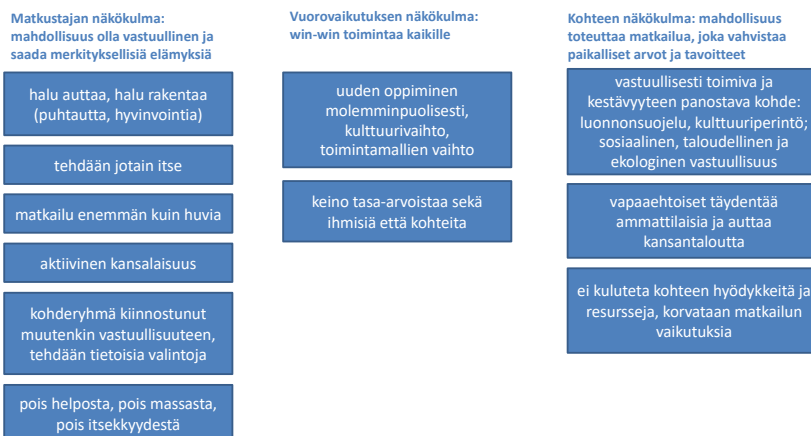 Matkustajan näkökulma:
mahdollisuus olla vastuullinen ja
saada merkityksellisiä elämyksiä
halu auttaa, halu rakentaa
(puhtautta, hyvinvointia)
tehdään jotain itse
matkailu enemmän kuin huvia
aktiivinen kansalaisuus
kohderyhmä kiinnostunut
muutenkin vastuullisuuteen,
tehdään tietoisia valintoja
pois helposta, pois massasta,
pois itsekkyydestä
Vuorovaikutuksen näkökulma:
win-win toimintaa kaikille
uuden oppiminen
molemminpuolisesti,
kulttuurivaihto,
toimintamallien vaihto
keino tasa-arvoistaa sekä
ihmisiä että kohteita
Kohteen näkökulma: mahdollisuus
toteuttaa matkailua, joka vahvistaa
paikalliset arvot ja tavoitteet
vastuullisesti toimiva ja
kestävyyteen panostava kohde:
luonnonsuojelu, kulttuuriperintö;
sosiaalinen, taloudellinen ja
ekologinen vastuullisuus
vapaaehtoiset täydentää
ammattilaisia ja auttaa
kansantaloutta
ei kuluteta kohteen hyödykkeitä ja
resursseja, korvataan matkailun
vaikutuksia